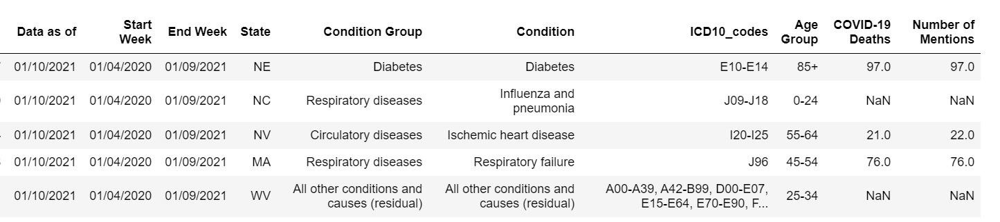 Data as of Start Week End Week State Condition Group Condition ICD10_codes Age Group COVID-19 Deaths Number of Mentions
01/10/2021 01/04/2020 01/09/2021 NE Diabetes Diabetes E10-E14 85+ 97.0 97.0
01/10/2021 01/04/2020 01/09/2021 NC Respiratory diseases Influenza and pneumonia J09-J18 0-24 NaN NaN
01/10/2021 01/04/2020 01/09/2021 NV Circulatory diseases Ischemic heart disease I20-I25 55-64 21.0 22.0
01/10/2021 01/04/2020 01/09/2021 MA Respiratory diseases Respiratory failure J96 45-54 76.0 76.0
01/10/2021 01/04/2020 01/09/2021 WV All other conditions and causes (residual) All other conditions and causes (residual) A00-A39, A42-B99, D00-E07, E15-E64, E70-E90, F... 25-34 NaN NaN